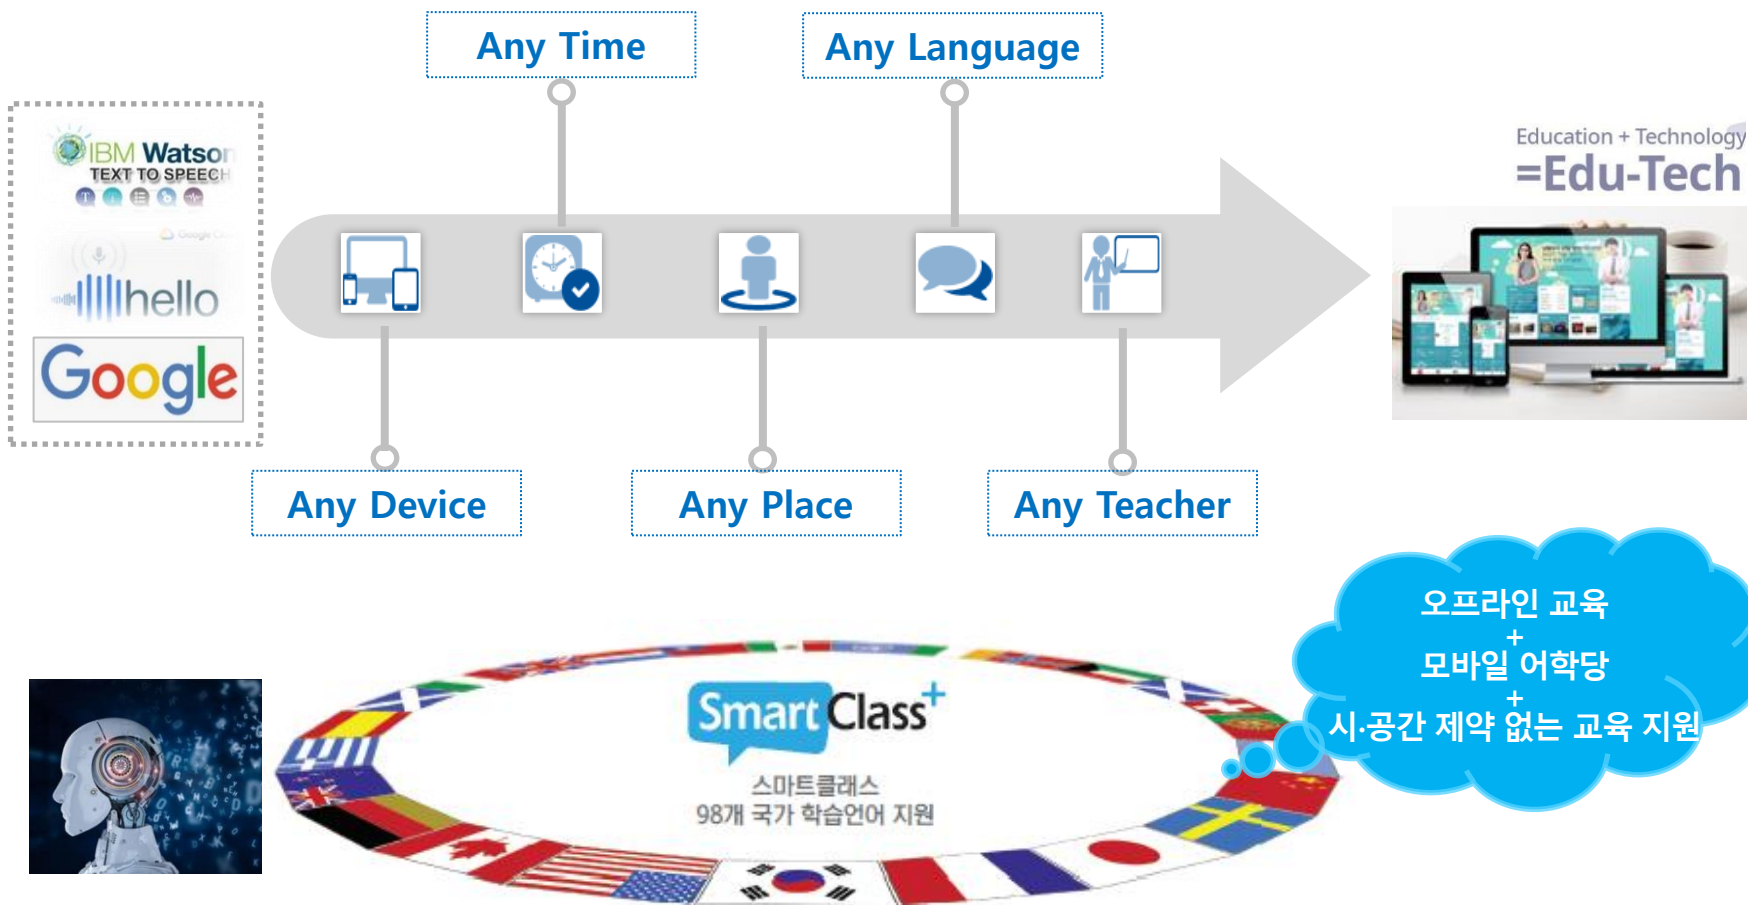 Any Time
Any Language
IBM Watson
TEXT TO SPEECH
Google
hello
Google
Education + Technology
=Edu-Tech
Any Device
Any Place
Any Teacher
오프라인 교육
+
모바일 어학당
+
시·공간 제약 없는 교육 지원
Smart Class+
스마트클래스
98개 국가 학습언어 지원